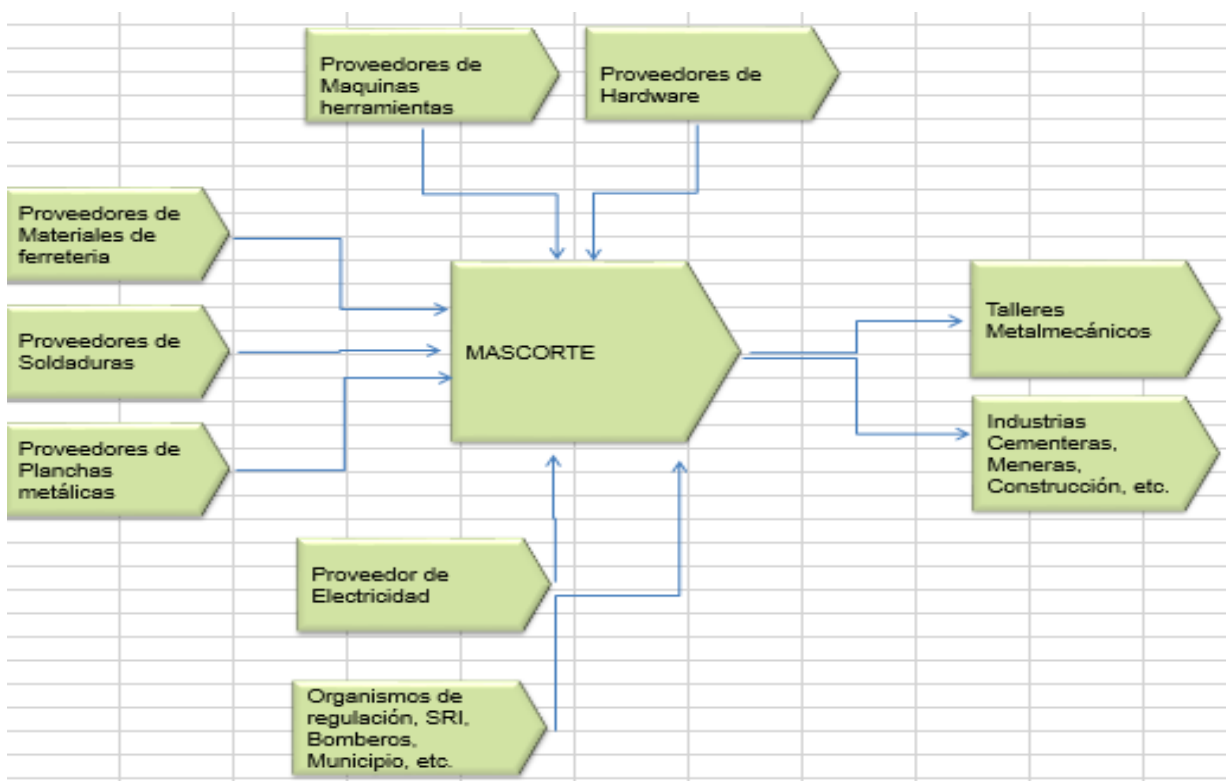 Proveedores de
Maquinas
herramientas
Proveedores de
Hardware
Proveedores de
Materiales de
ferreteria
Proveedores de
Soldaduras
Proveedores de
Planchas
metálicas
MASCORTE
Talleres
Metalmecánicos
Industrias
Cementeras,
Meneras,
Construcción, etc.
Proveedor de
Electricidad
Organismos de
regulación, SRI,
Bomberos,
Municipio, etc.